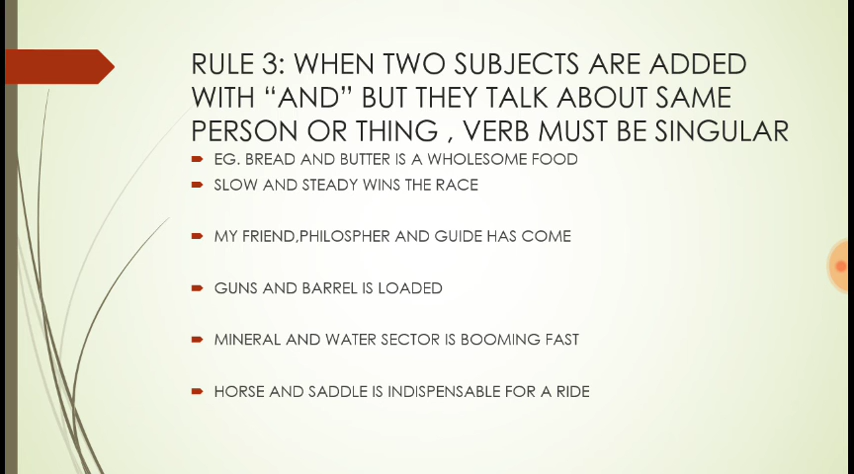 RULE 3: WHEN TWO SUBJECTS ARE ADDED
WITH “AND” BUT THEY TALK ABOUT SAME
PERSON OR THING , VERB MUST BE SINGULAR
EG. BREAD AND BUTTER IS A WHOLESOME FOOD
SLOW AND STEADY WINS THE RACE
MY FRIEND,PHILOSPHER AND GUIDE HAS COME
GUNS AND BARREL IS LOADED
MINERAL AND WATER SECTOR IS BOOMING FAST
HORSE AND SADDLE IS INDISPENSABLE FOR A RIDE